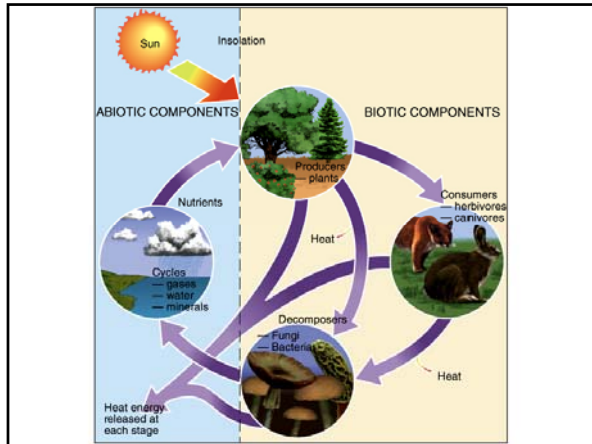 Sun
Insolation
ABIOTIC COMPONENTS
BIOTIC COMPONENTS
Producers
— plants
Consumers
— herbivores
— carnivores
Nutrients
Heat
Cycles
— gases
— water
— minerals
Decomposers
— Fungi
— Bacteria
Heat
Heat energy
released at
each stage